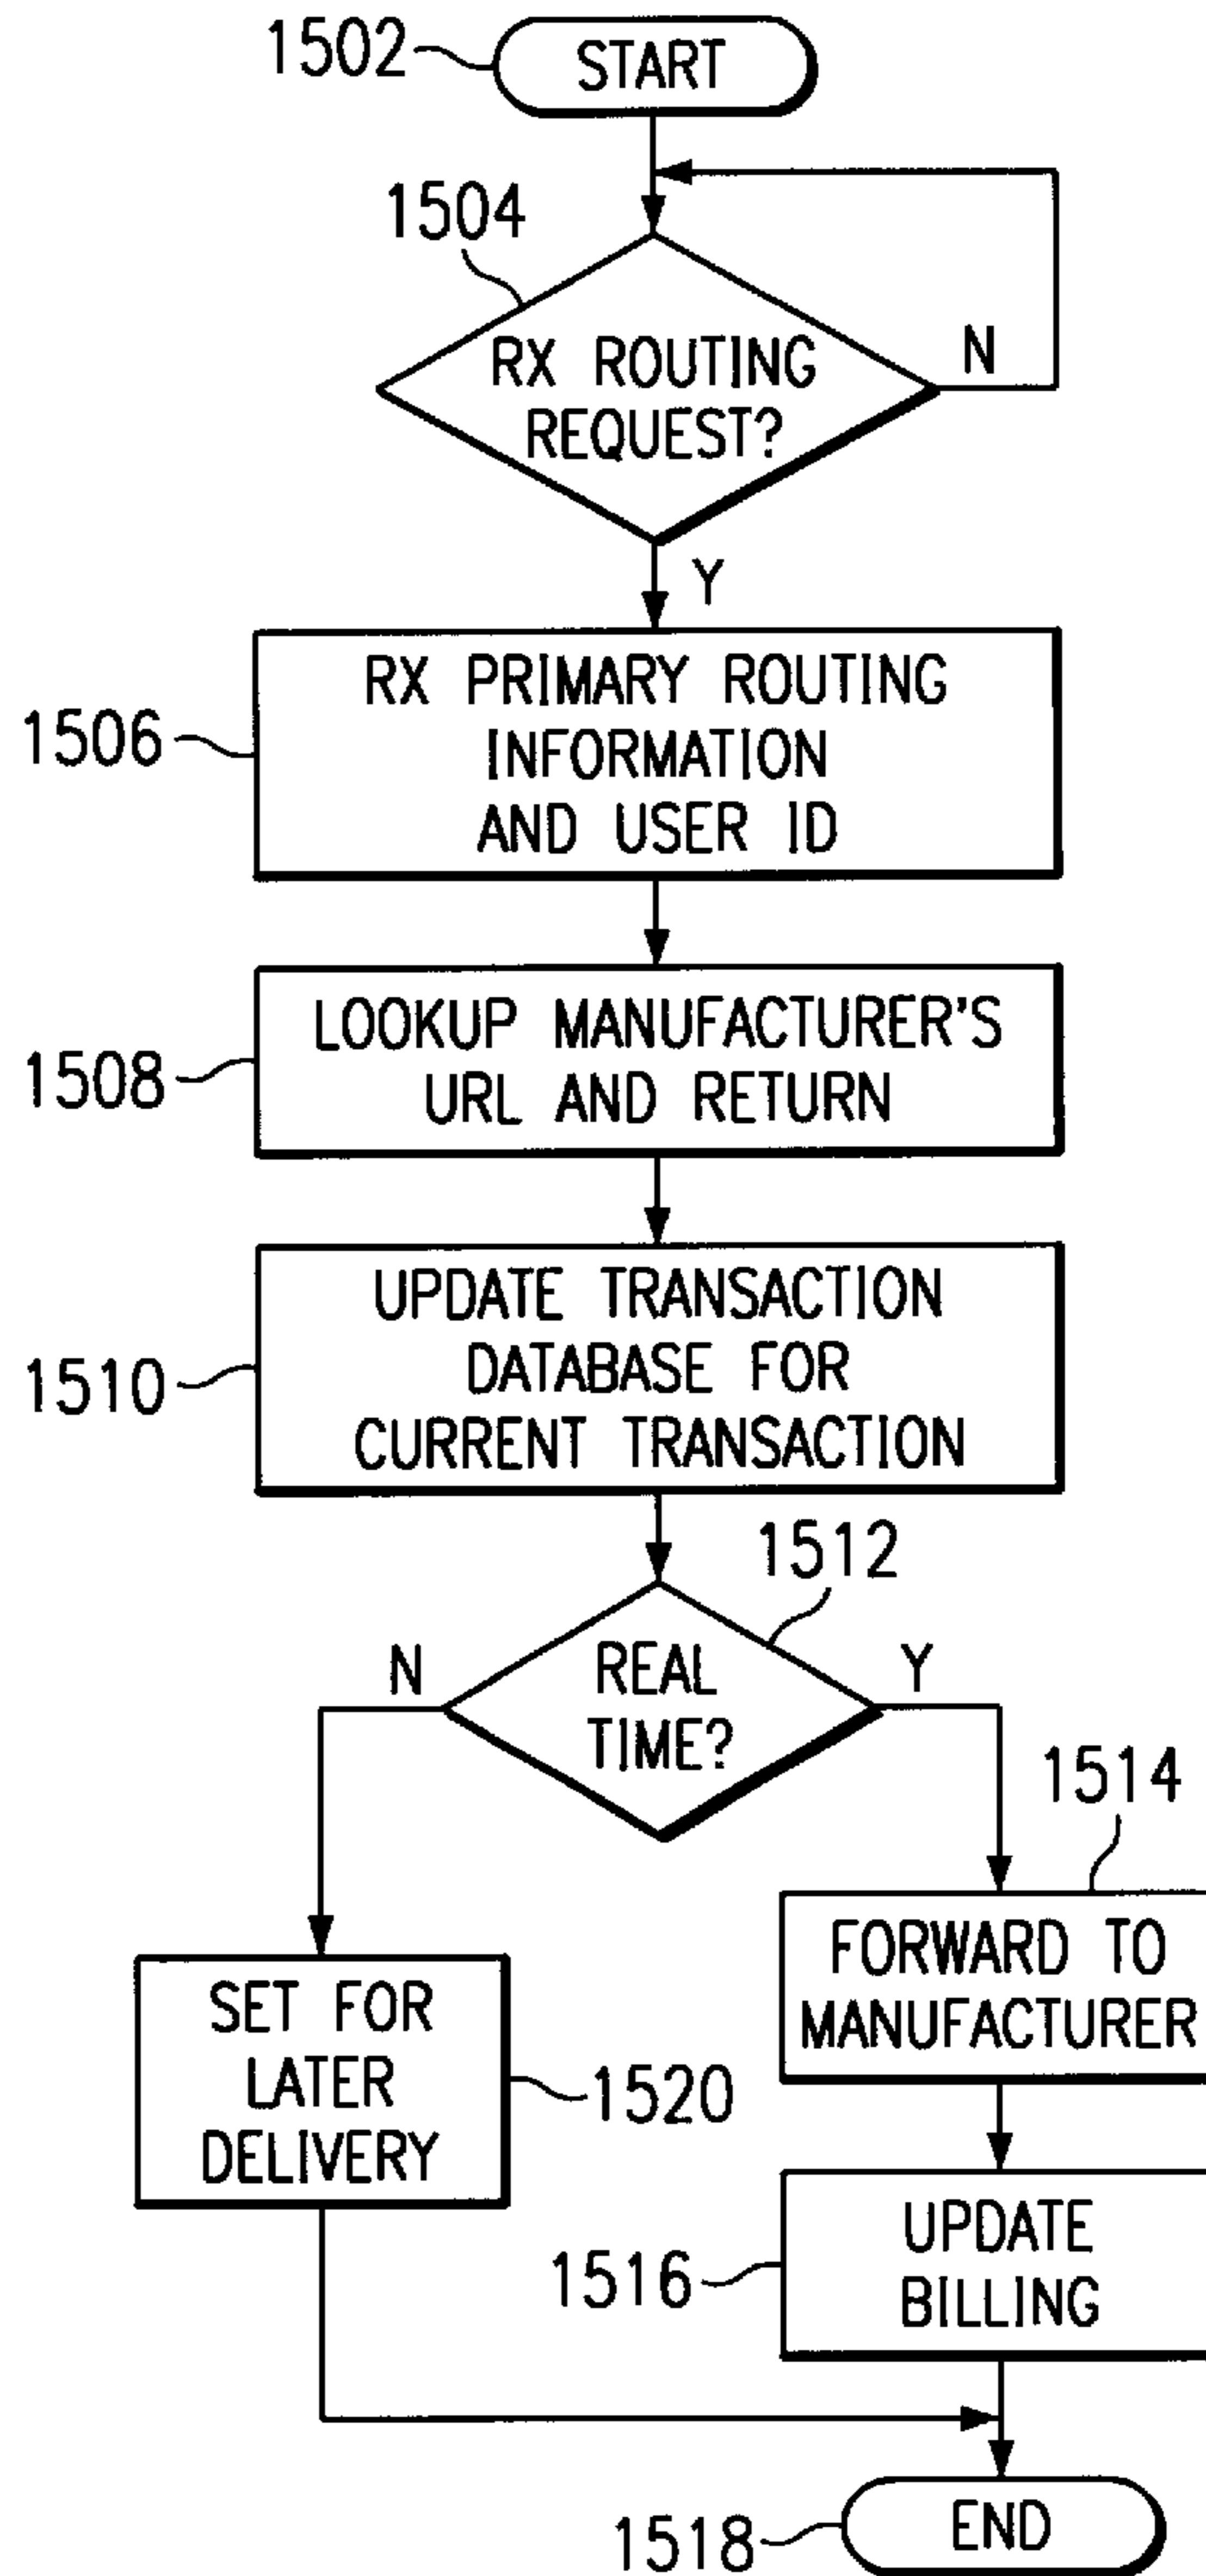 1502
START
1504
RX ROUTING
REQUEST?
N
Y
RX PRIMARY ROUTING
INFORMATION
AND USER ID
1506
LOOKUP MANUFACTURER'S
URL AND RETURN
1508
UPDATE TRANSACTION
DATABASE FOR
CURRENT TRANSACTION
1510
1512
N
REAL
TIME?
Y
1514
FORWARD TO
MANUFACTURER
SET FOR
LATER
DELIVERY
1520
UPDATE
BILLING
1516
END
1518